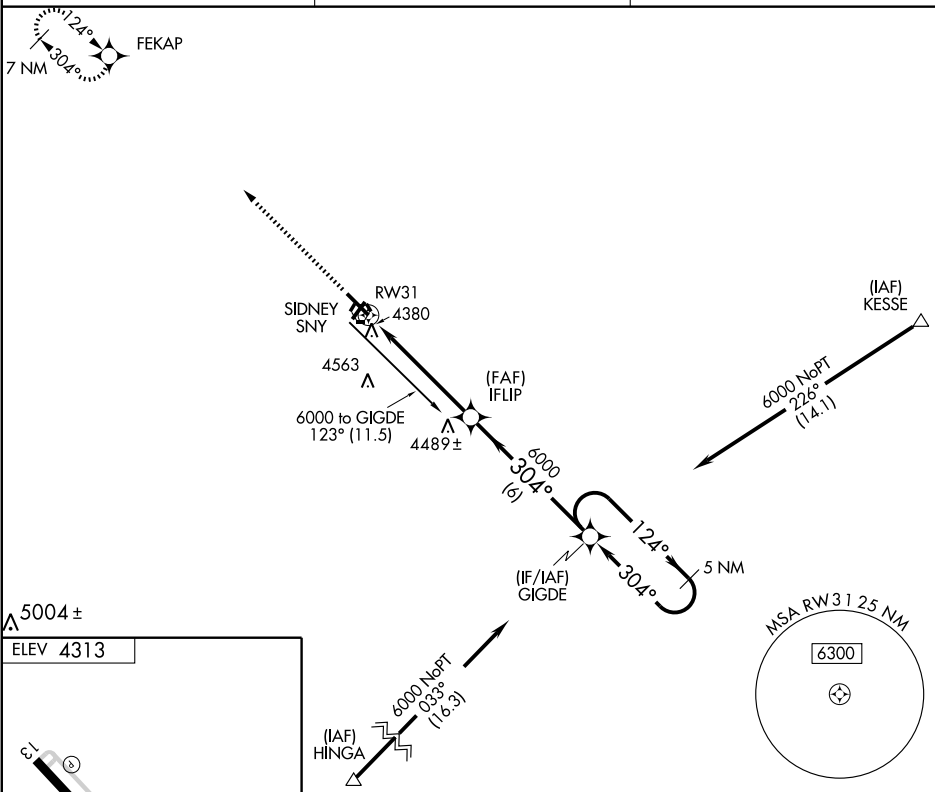 124°
304°
7 NM
FEKAP
RW31
4380
SIDNEY
SNY
4563
(FAF)
IFLIP
6000 to GIGDE
123° (11.5)
4489±
(IAF)
KESSE
6000 NoPT
226°
(14.1)
6000
304°
(6)
124°
304°
5 NM
(IF/IAF)
GIGDE
5004±
ELEV 4313
6000 NoPT
033°
(16.3)
(IAF)
HINGA
MSA RW31 25 NM
6300
13
P